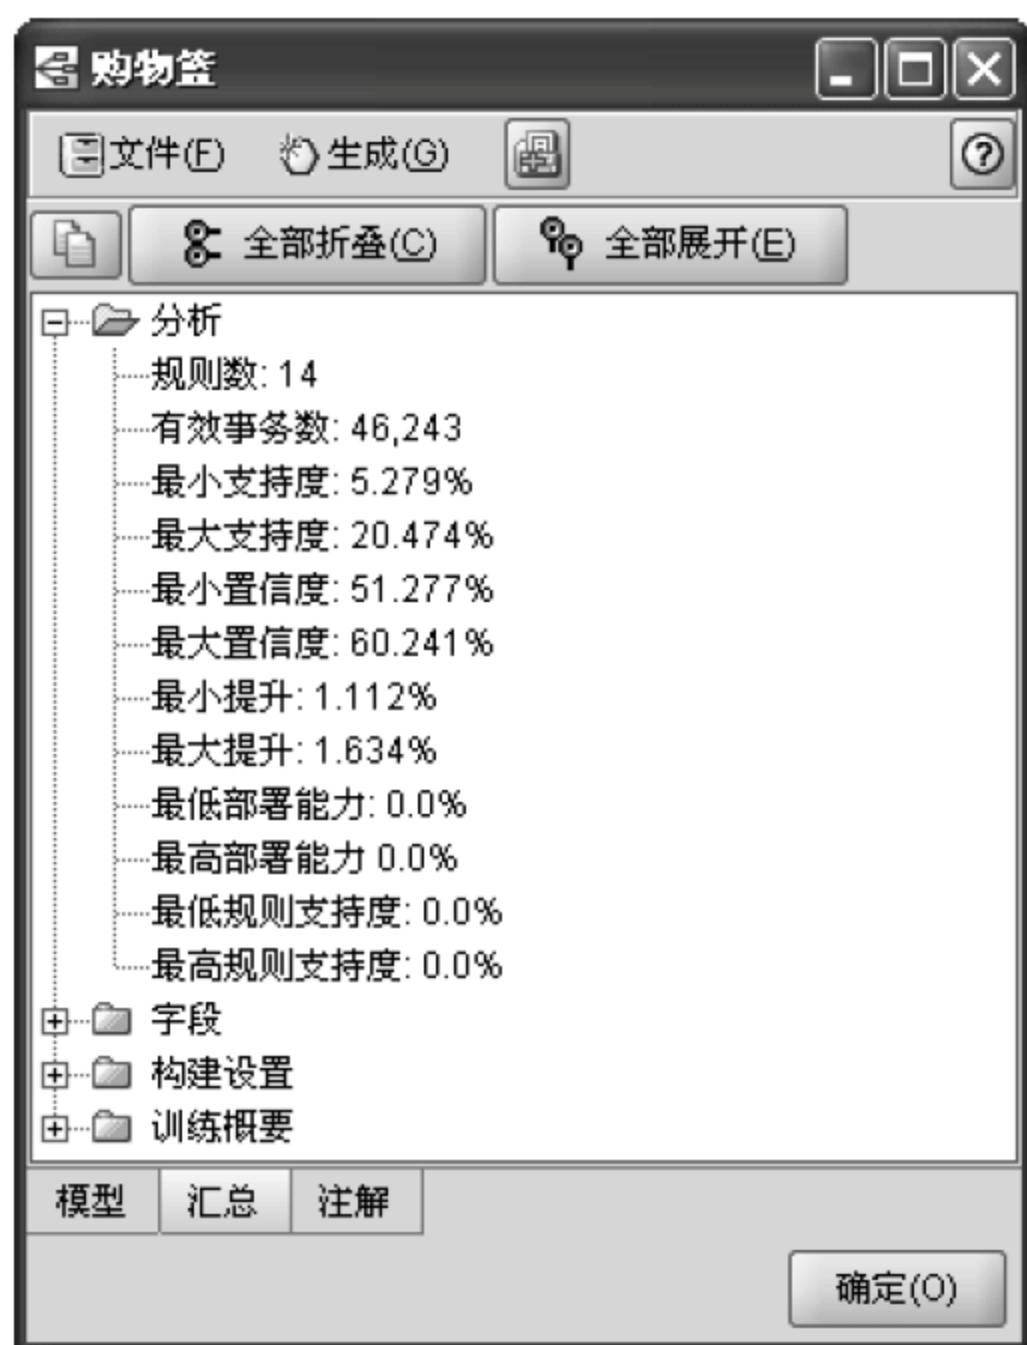 购物篮
文件(F) 生成(G)
全部折叠(C) 全部展开(E)
分析
规则数: 14
有效事务数: 46,243
最小支持度: 5.279%
最大支持度: 20.474%
最小置信度: 51.277%
最大置信度: 60.241%
最小提升: 1.112%
最大提升: 1.634%
最低部署能力: 0.0%
最高部署能力 0.0%
最低规则支持度: 0.0%
最高规则支持度: 0.0%
字段
构建设置
训练概要
模型 汇总 注解
确定(O)